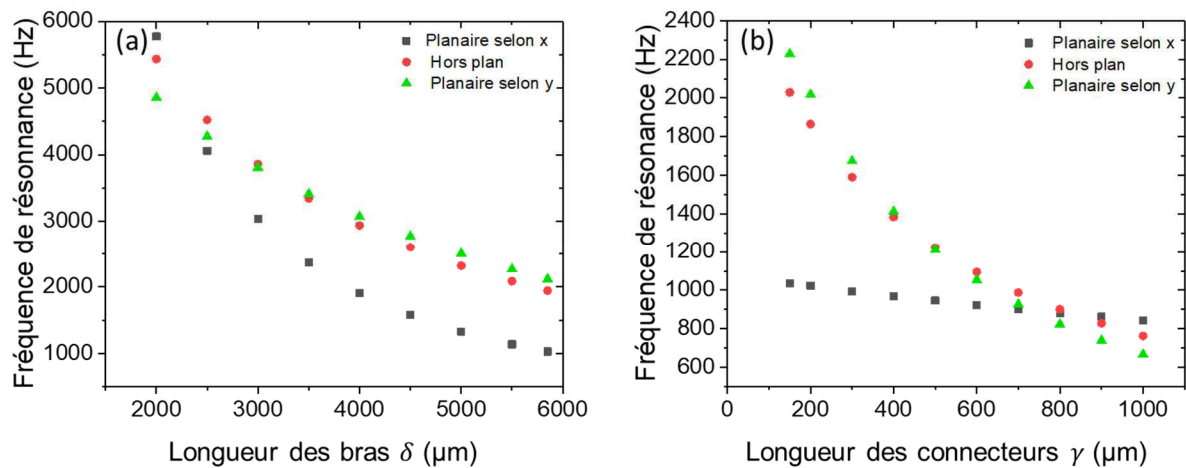 (a)
Planaire selon x
Hors plan
Planaire selon y
Fréquence de résonnance (Hz)
6000
5000
4000
3000
2000
1000
2000
3000
4000
5000
6000
Longueur des bras δ (µm)
(b)
Planaire selon x
Hors plan
Planaire selon y
Fréquence de résonance (Hz)
2400
2200
2000
1800
1600
1400
1200
1000
800
600
0
200
400
600
800
1000
Longueur des connecteurs γ (µm)